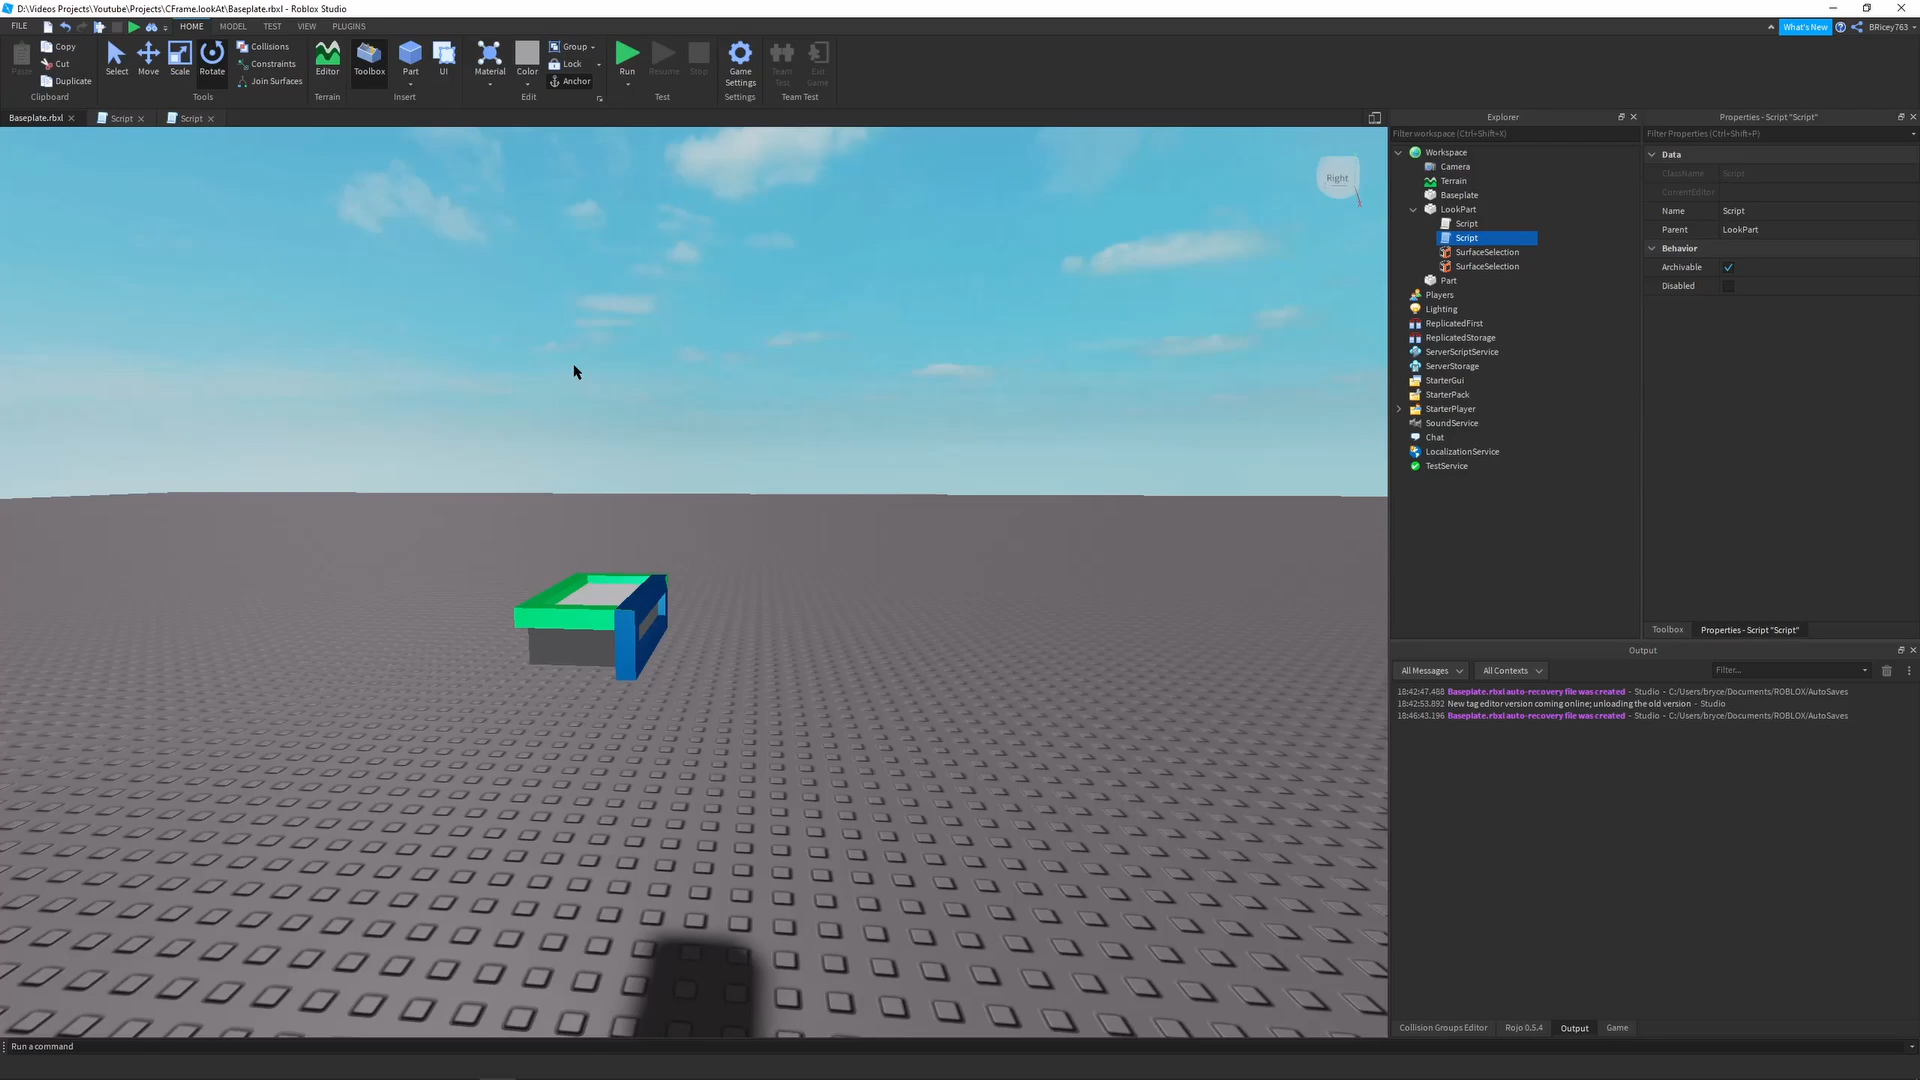 D:\Videos Projects\Youtube\Projects\CFrame.lookAt\Baseplate.rbxl - Roblox Studio
FILE HOME MODEL TEST VIEW PLUGINS What's New BRicey763
Paste Copy Cut Duplicate Clipboard
Select Move Scale Rotate Collisions Constraints Join Surfaces Tools
Editor Terrain
Toolbox Part UI Insert
Material Color Group Lock Anchor Edit
Run Resume Stop Test
Game Settings Settings
Team Test Exit Game Team Test
Baseplate.rbxl Script Script
Right
Explorer
Filter workspace (Ctrl+Shift+X)
Workspace
Camera
Terrain
Baseplate
LookPart
Script
Script
SurfaceSelection
SurfaceSelection
Part
Players
Lighting
ReplicatedFirst
ReplicatedStorage
ServerScriptService
ServerStorage
StarterGui
StarterPack
StarterPlayer
SoundService
Chat
LocalizationService
TestService
Properties - Script "Script"
Filter Properties (Ctrl+Shift+P)
Data
ClassName Script
CurrentEditor
Name Script
Parent LookPart
Behavior
Archivable
Disabled
Toolbox Properties - Script "Script"
Output
All Messages All Contexts Filter...
18:42:47.488 Baseplate.rbxl auto-recovery file was created - Studio - C:/Users/bryce/Documents/ROBLOX/AutoSaves
18:42:53.892 New tag editor version coming online; unloading the old version - Studio
18:46:43.196 Baseplate.rbxl auto-recovery file was created - Studio - C:/Users/bryce/Documents/ROBLOX/AutoSaves
Collision Groups Editor Rojo 0.5.4 Output Game
Run a command